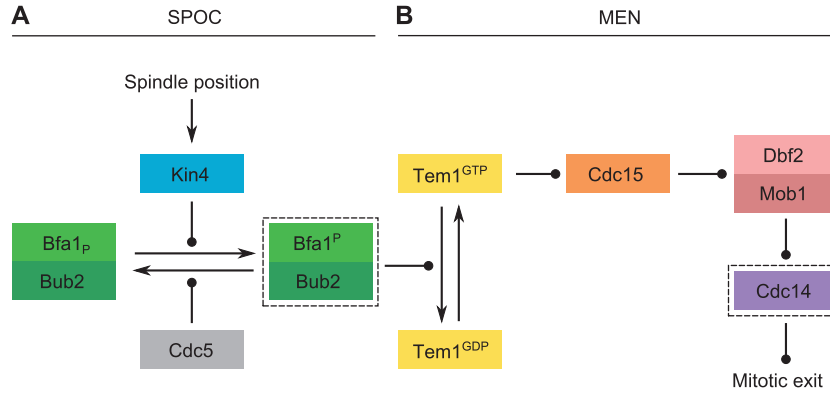 A
SPOC
B
MEN
Spindle position
Kin4
Bfa1P
Bub2
Bfa1ᴾ
Bub2
Cdc5
Tem1ᴳᵀᴾ
Tem1ᴳᴰᴾ
Cdc15
Dbf2
Mob1
Cdc14
Mitotic exit